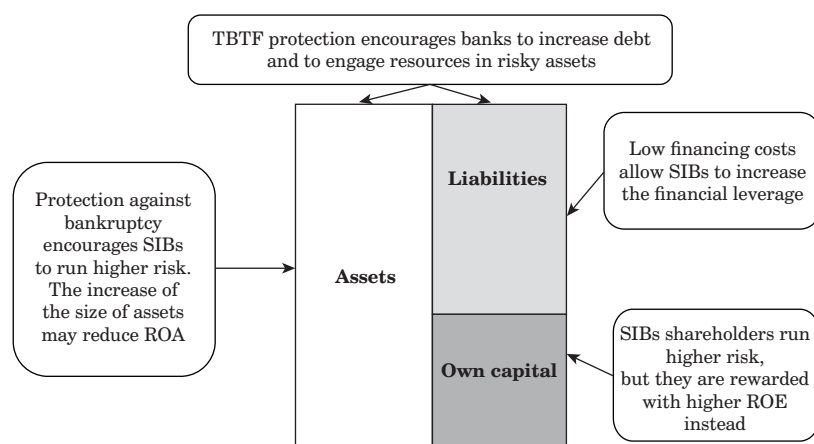 TBTF protection encourages banks to increase debt
and to engage resources in risky assets
Protection against
bankruptcy
encourages SIBs
to run higher risk.
The increase of
the size of assets
may reduce ROA
Assets
Liabilities
Own capital
Low financing costs
allow SIBs to increase
the financial leverage
SIBs shareholders run
higher risk,
but they are rewarded
with higher ROE
instead